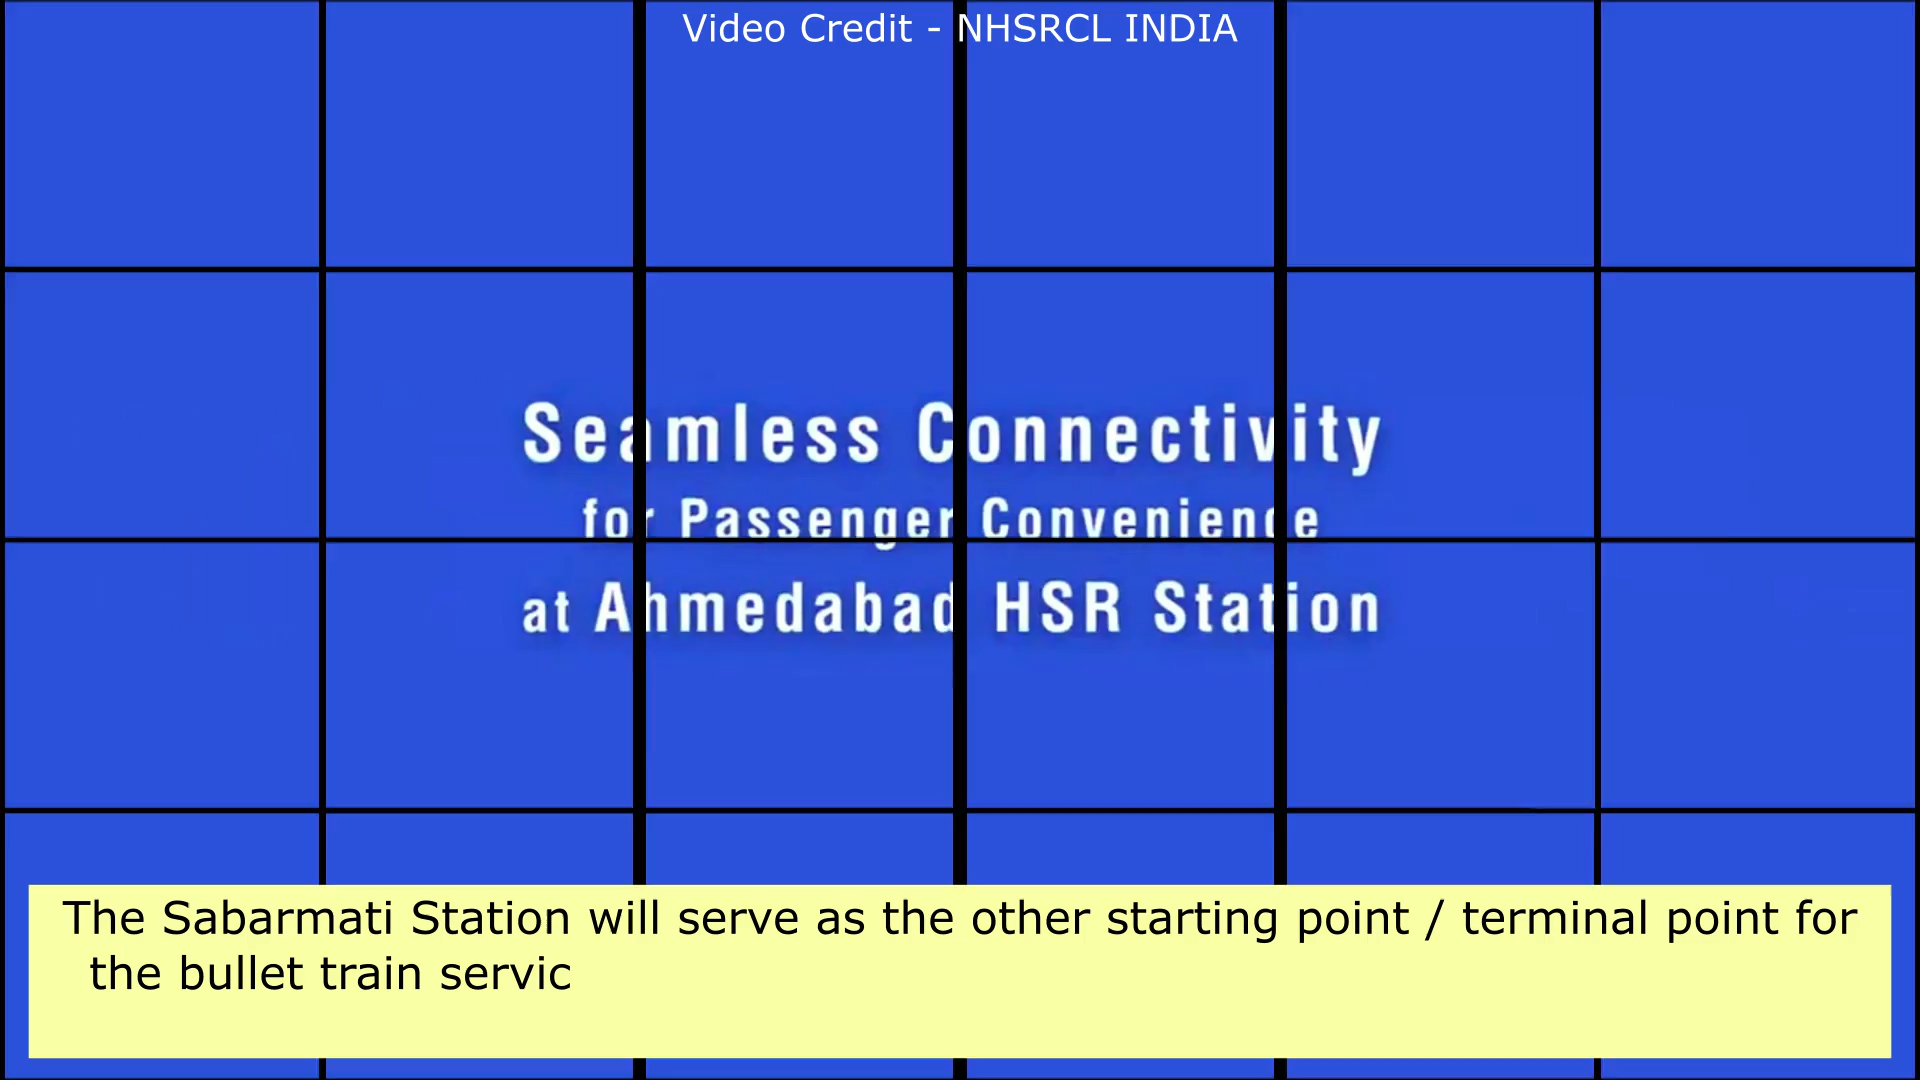 Video Credit - NHSRCL INDIA
Seamless Connectivity
for Passenger Convenience
at Ahmedabad HSR Station
The Sabarmati Station will serve as the other starting point / terminal point for
the bullet train servic